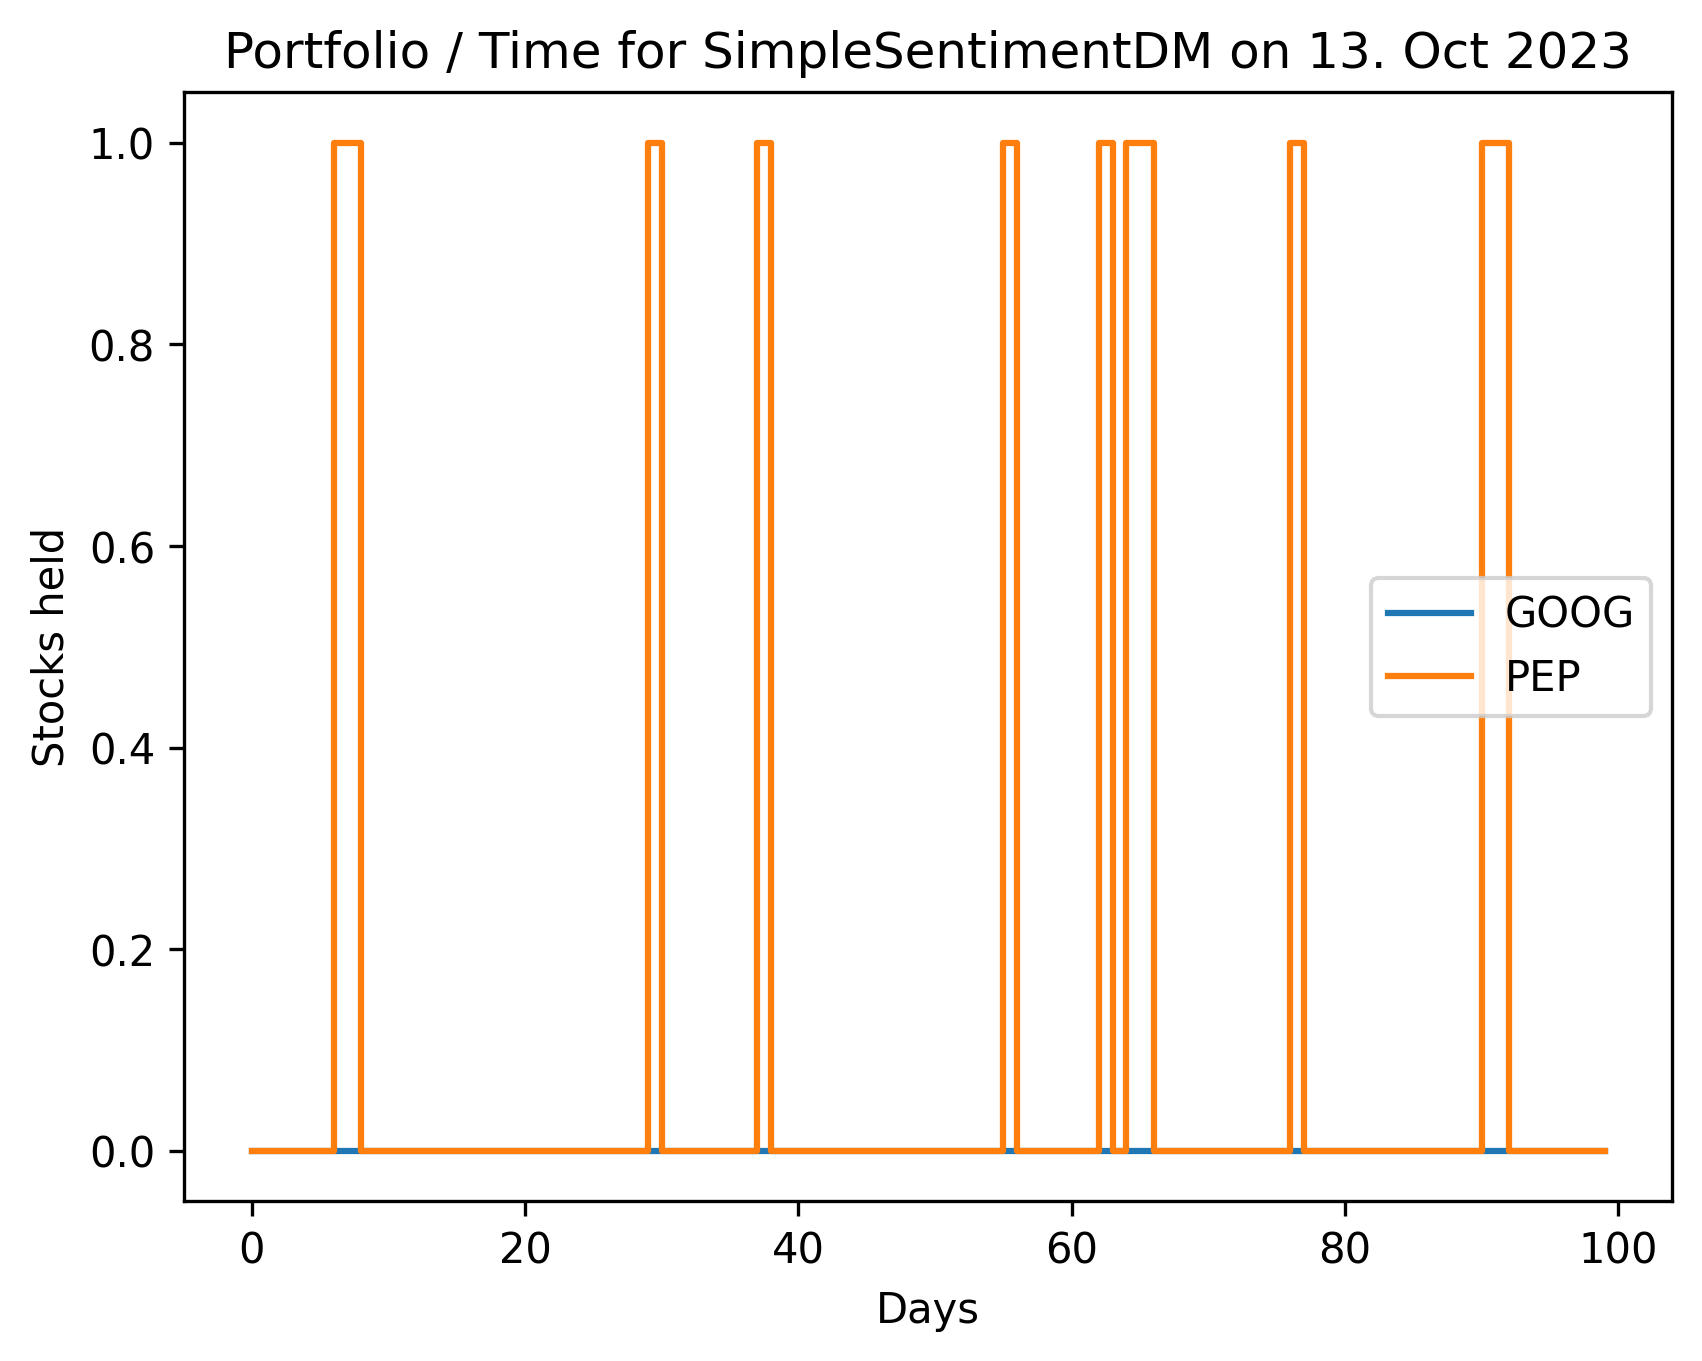 Portfolio / Time for SimpleSentimentDM on 13. Oct 2023
1.0
0.8
0.6
0.4
0.2
0.0
Stocks held
GOOG
PEP
0 20 40 60 80 100
Days